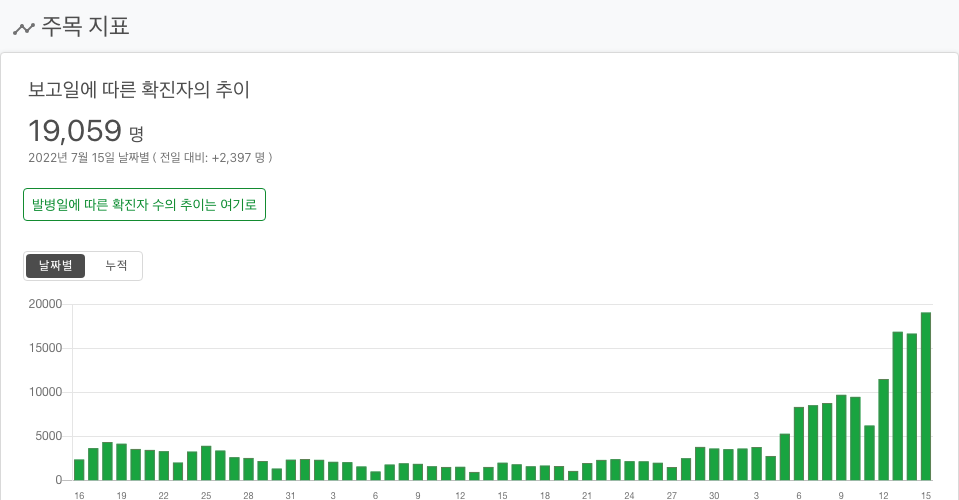 주목 지표
보고일에 따른 확진자의 추이
19,059 명
2022년 7월 15일 날짜별 ( 전일 대비: +2,397 명 )
발병일에 따른 확진자 수의 추이는 여기로
날짜별 누적
20000
15000
10000
5000
0
16 19 22 25 28 31 3 6 9 12 15 18 21 24 27 30 3 6 9 12 15